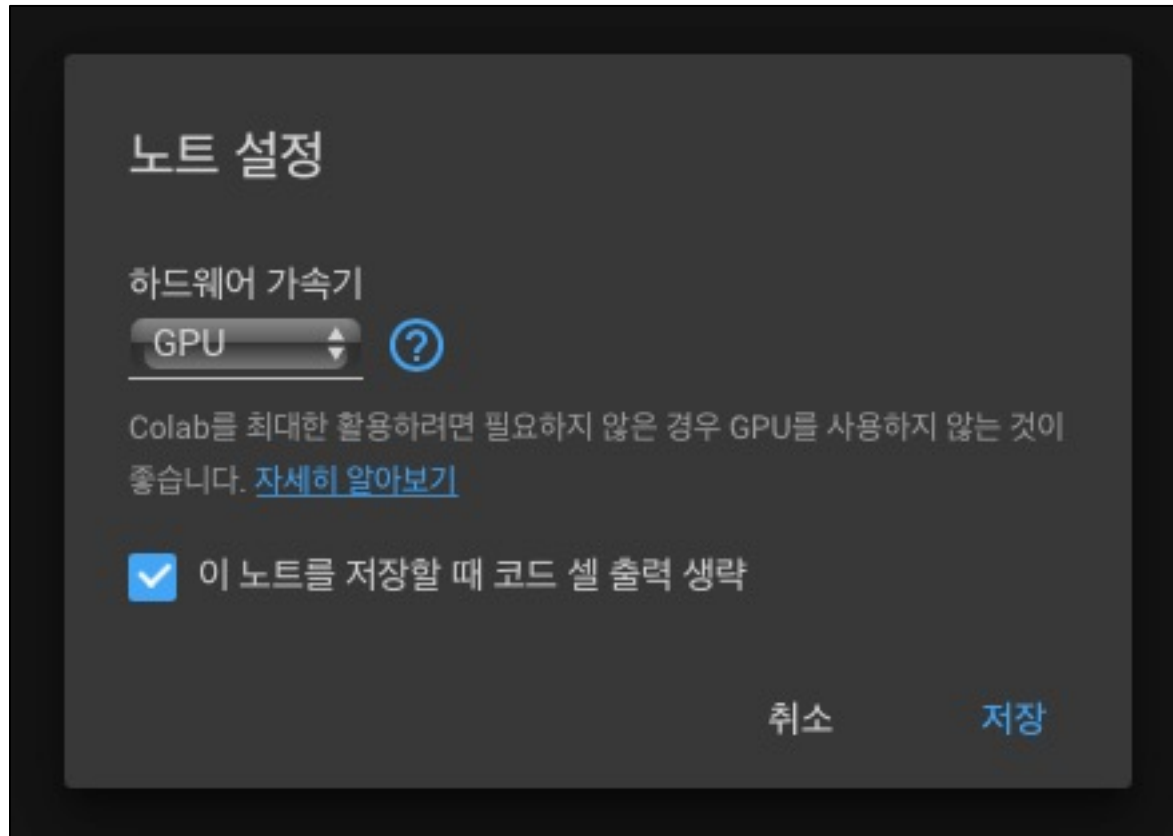 노트 설정
하드웨어 가속기
GPU
Colab를 최대한 활용하려면 필요하지 않은 경우 GPU를 사용하지 않는 것이
좋습니다. 자세히 알아보기
이 노트를 저장할 때 코드 셀 출력 생략
취소 저장